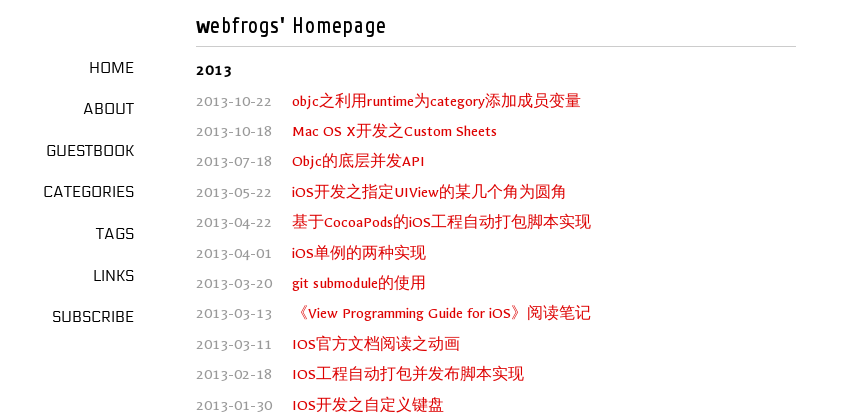 webfrogs' Homepage
HOME
ABOUT
GUESTBOOK
CATEGORIES
TAGS
LINKS
SUBSCRIBE
2013
2013-10-22 objc之利用runtime为category添加成员变量
2013-10-18 Mac OS X开发之Custom Sheets
2013-07-18 Objc的底层并发API
2013-05-22 iOS开发之指定UIView的某几个角为圆角
2013-04-22 基于CocoaPods的iOS工程自动打包脚本实现
2013-04-01 iOS单例的两种实现
2013-03-20 git submodule的使用
2013-03-13 《View Programming Guide for iOS》阅读笔记
2013-03-11 IOS官方文档阅读之动画
2013-02-18 IOS工程自动打包并发布脚本实现
2013-01-30 IOS开发之自定义键盘